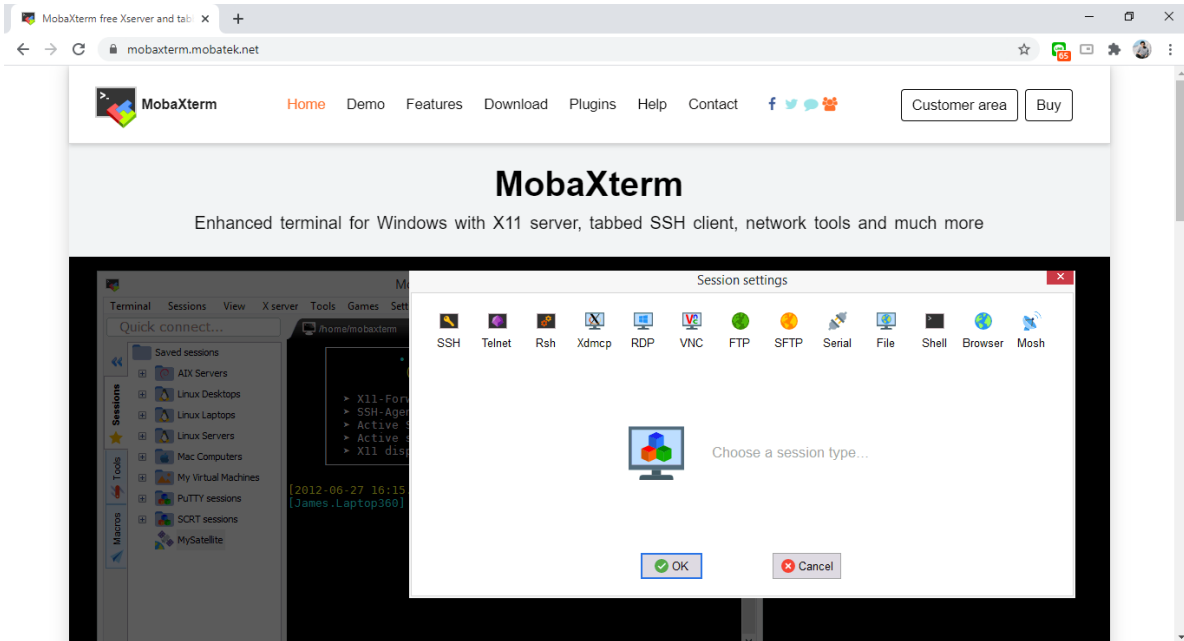 MobaXterm free Xserver and tab
mobaxterm.mobatek.net
05
>.
MobaXterm
Home Demo Features Download Plugins Help Contact
Customer area
Buy
MobaXterm
Enhanced terminal for Windows with X11 server, tabbed SSH client, network tools and much more
Mo
Terminal Sessions View X server Tools Games Sett
Quick connect...
/home/mobaxterm
Saved sessions
AIX Servers
Linux Desktops
Linux Laptops
Linux Servers
Mac Computers
My Virtual Machines
PuTTY sessions
SCRT sessions
MySatellite
Sessions
Tools
Macros
➤ X11-Forw
➤ SSH-Agen
➤ Active S
➤ Active s
➤ X11 disp
[2012-06-27 16:15.
[James.Laptop360]
Session settings
SSH Telnet Rsh Xdmcp RDP VNC FTP SFTP Serial File Shell Browser Mosh
Choose a session type...
OK
Cancel